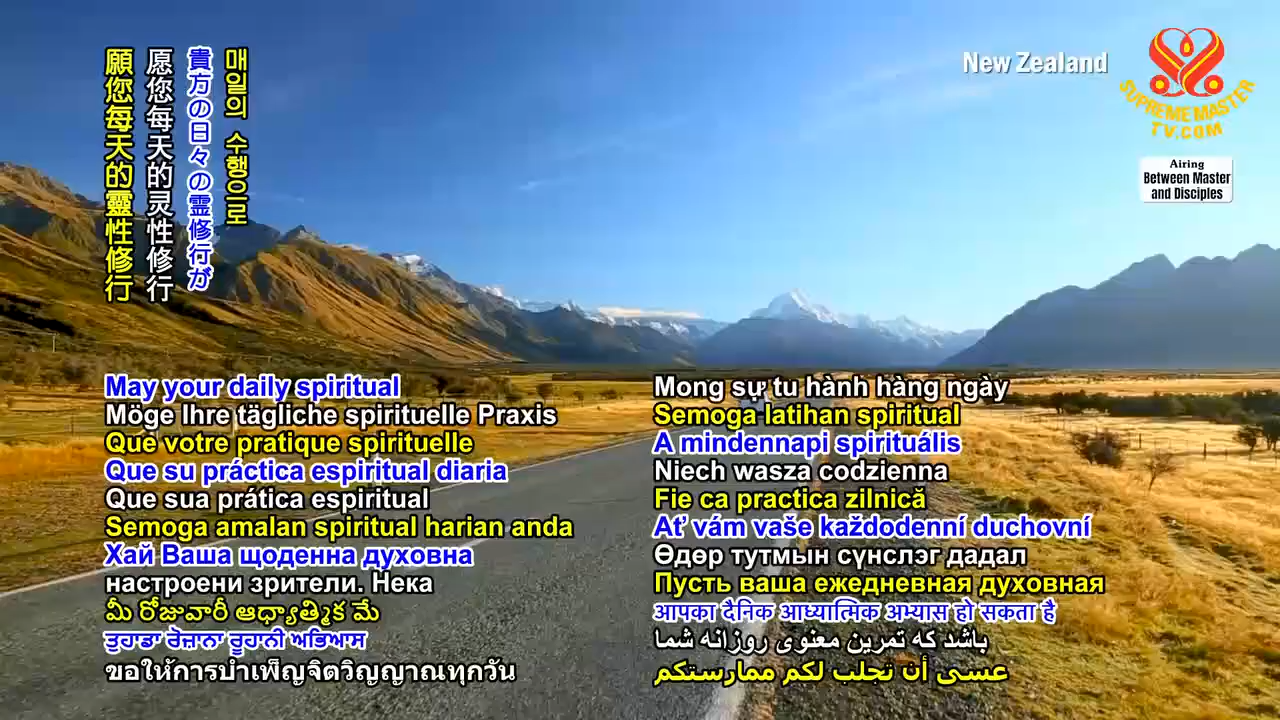 願您每天的靈性修行
愿您每天的灵性修行
貴方の日々の霊修行が
매일의 수행으로
New Zealand
SUPREME MASTER
TV.COM
Airing
Between Master
and Disciples
May your daily spiritual
Möge Ihre tägliche spirituelle Praxis
Que votre pratique spirituelle
Que su práctica espiritual diaria
Que sua prática espiritual
Semoga amalan spiritual harian anda
Хай Ваша щоденна духовна
настроени зрители. Нека
మీ రోజువారీ ఆధ్యాత్మిక మే
ਤੁਹਾਡਾ ਰੋਜ਼ਾਨਾ ਰੂਹਾਨੀ ਅਭਿਆਸ
ขอให้การบำเพ็ญจิตวิญญาณทุกวัน
Mong sự tu hành hàng ngày
Semoga latihan spiritual
A mindennapi spirituális
Niech wasza codzienna
Fie ca practica zilnică
Ať vám vaše každodenní duchovní
Өдөр тутмын сүнслэг дадал
Пусть ваша ежедневная духовная
आपका दैनिक आध्यात्मिक अभ्यास हो सकता है
باشد که تمرین معنوی روزانه شما
عسى أن تجلب لكم ممارستكم